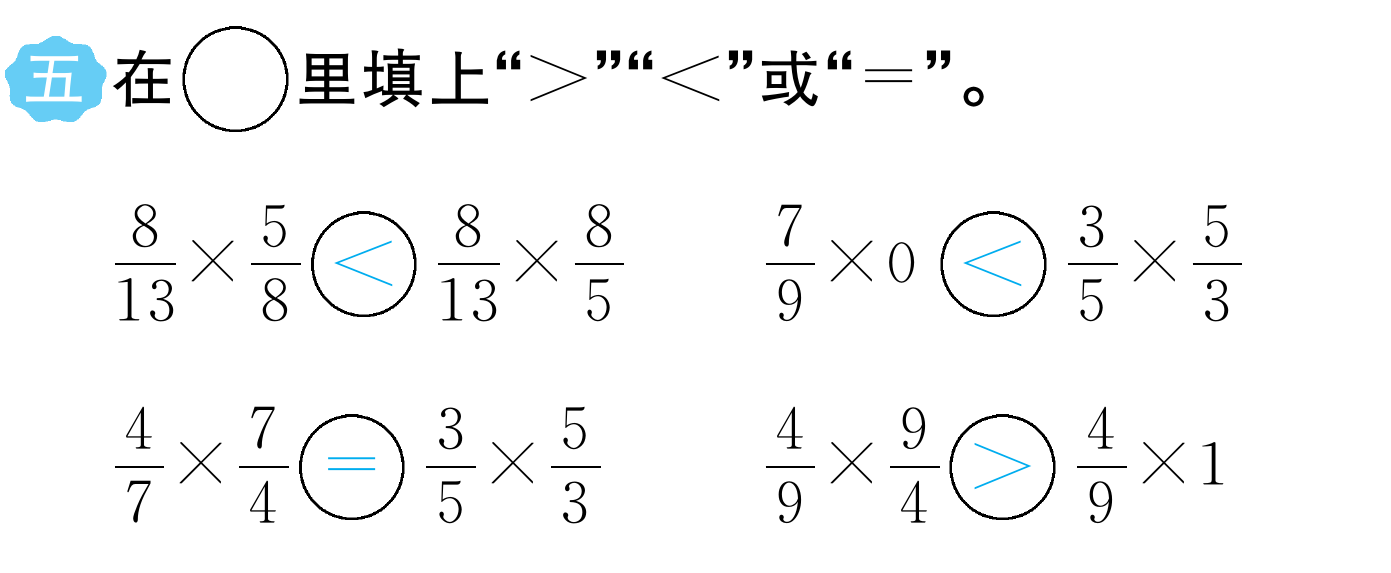 五 在○里填上“>”“<”或“=”。
8/13×5/8 < 8/13×8/5 7/9×0 < 3/5×5/3
4/7×7/4 = 3/5×5/3 4/9×9/4 > 4/9×1